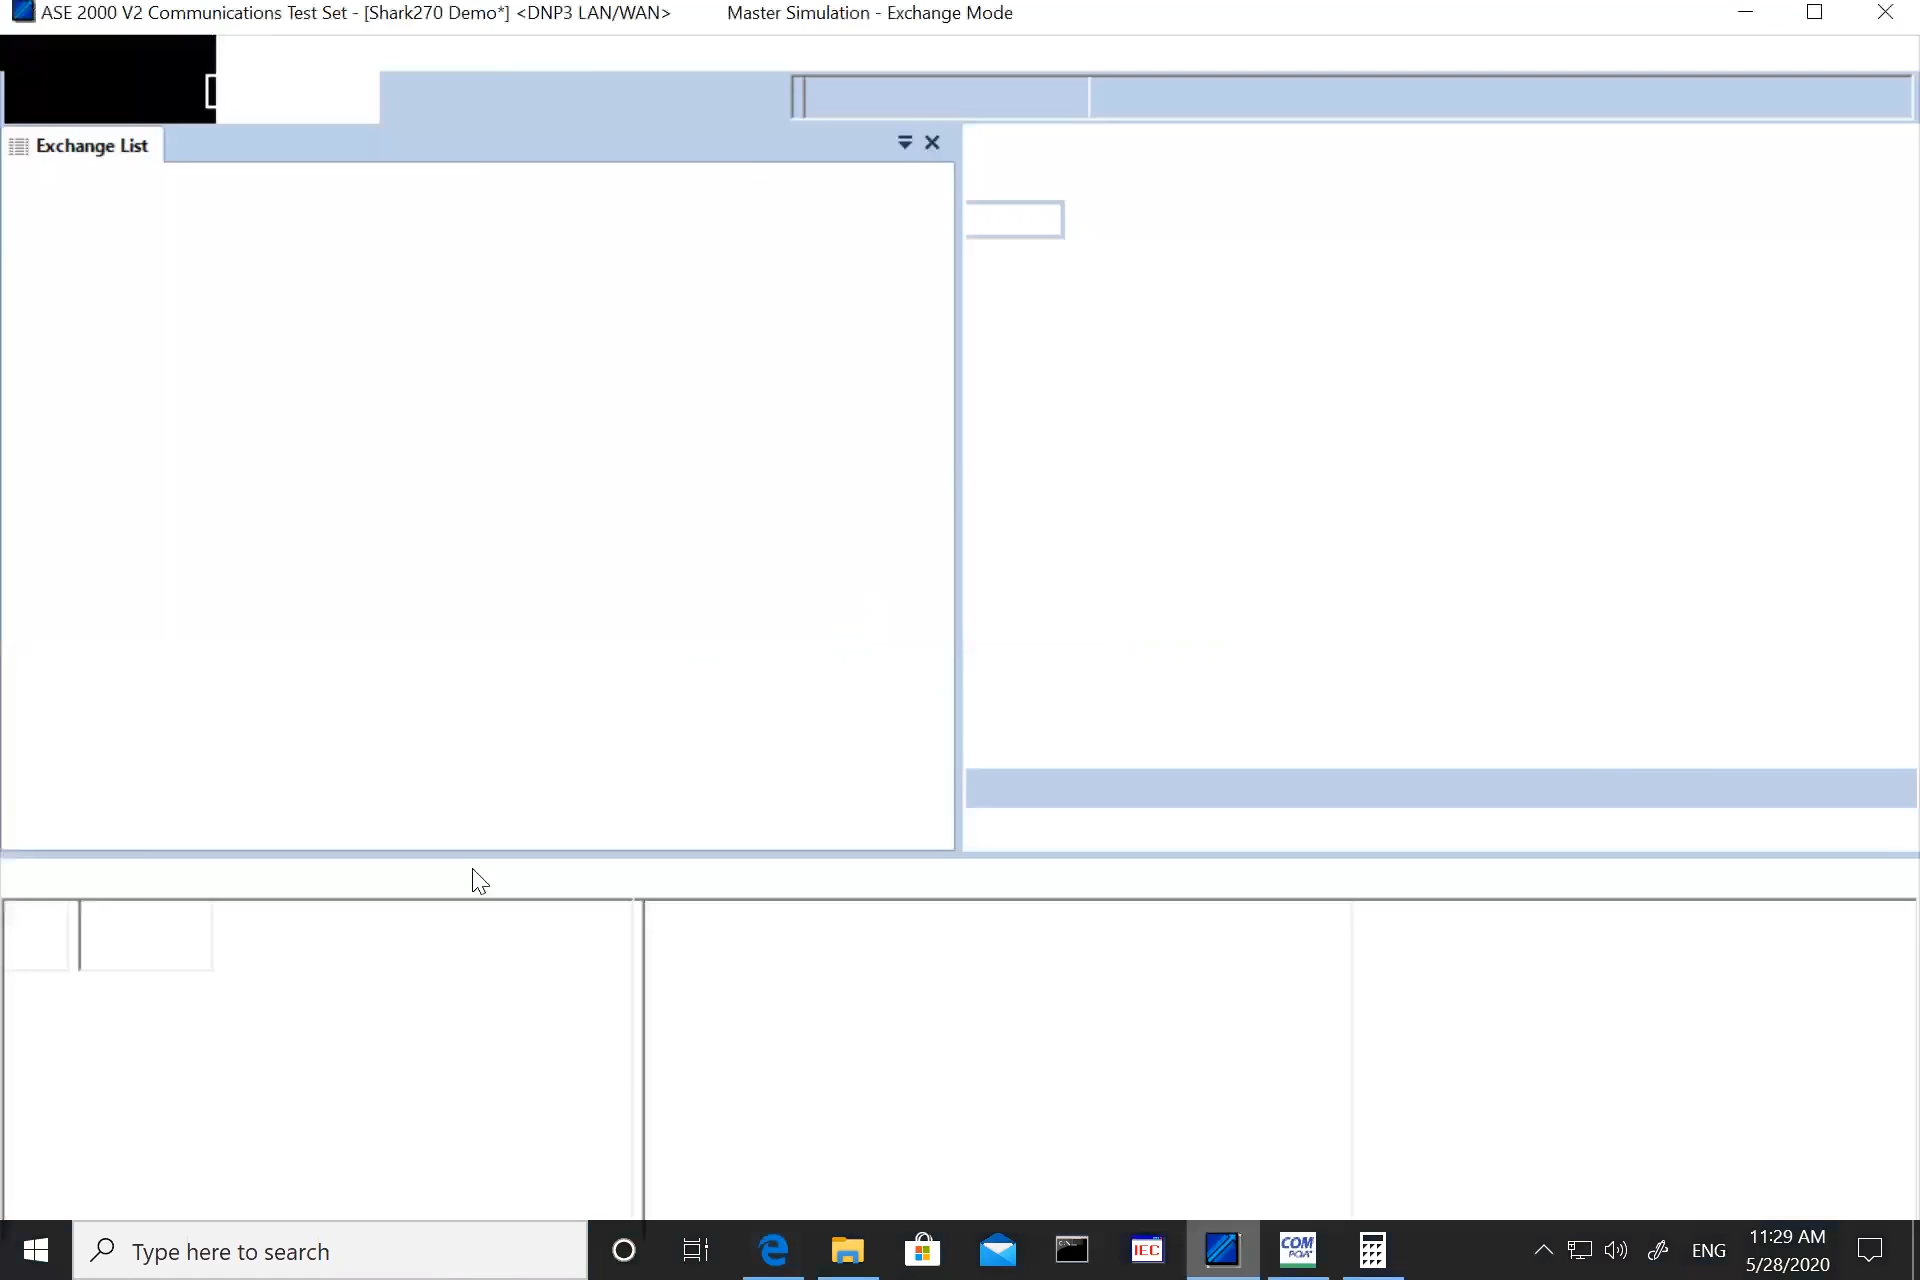 ASE 2000 V2 Communications Test Set - [Shark270 Demo*] <DNP3 LAN/WAN> Master Simulation - Exchange Mode
Exchange List
Type here to search
IEC
COM
PQA
ENG
11:29 AM
5/28/2020